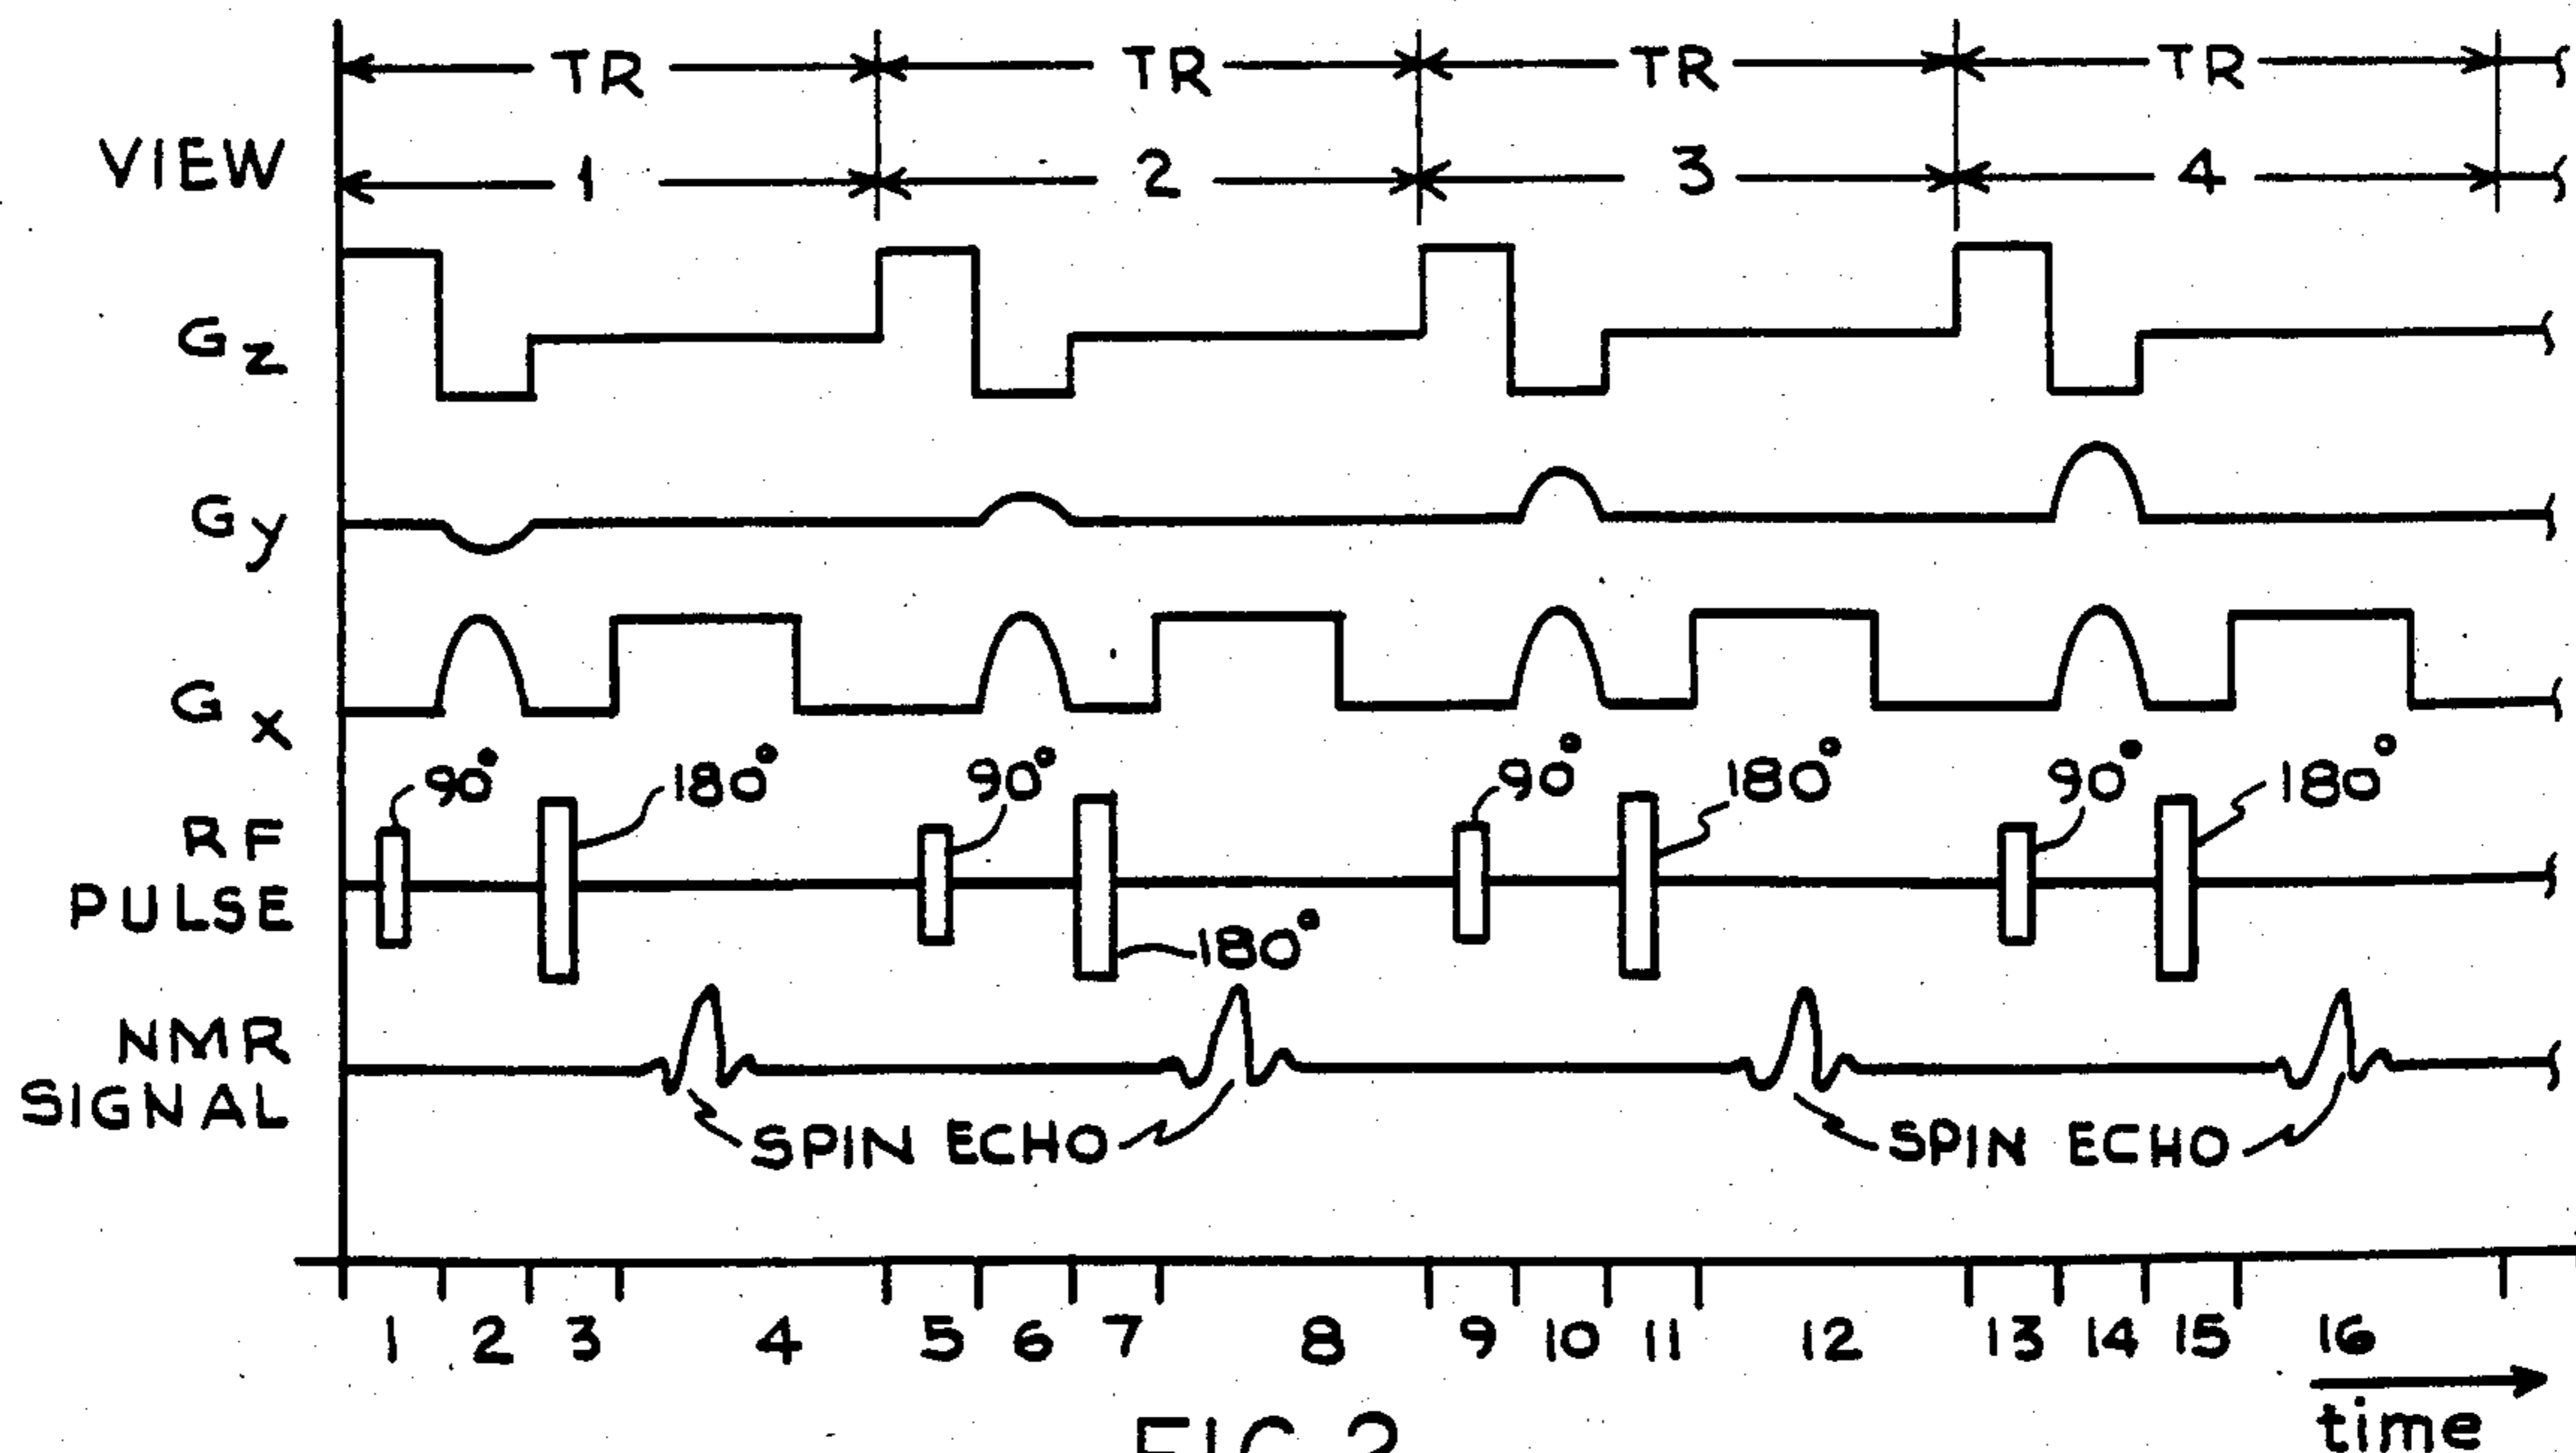 TR TR TR TR
VIEW 1 2 3 4
Gz
Gy
Gx
90° 180° 90° 90° 180° 90° 180°
RF
PULSE
180°
NMR
SIGNAL
SPIN ECHO SPIN ECHO
1 2 3 4 5 6 7 8 9 10 11 12 13 14 15 16
time
FIG.2